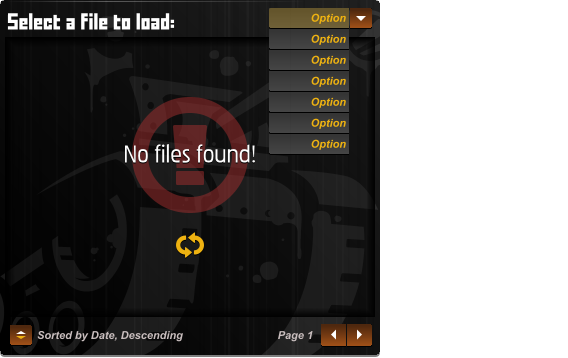 Select a file to load:
Option
Option
Option
Option
Option
Option
Option
No files found!
Sorted by Date, Descending
Page 1